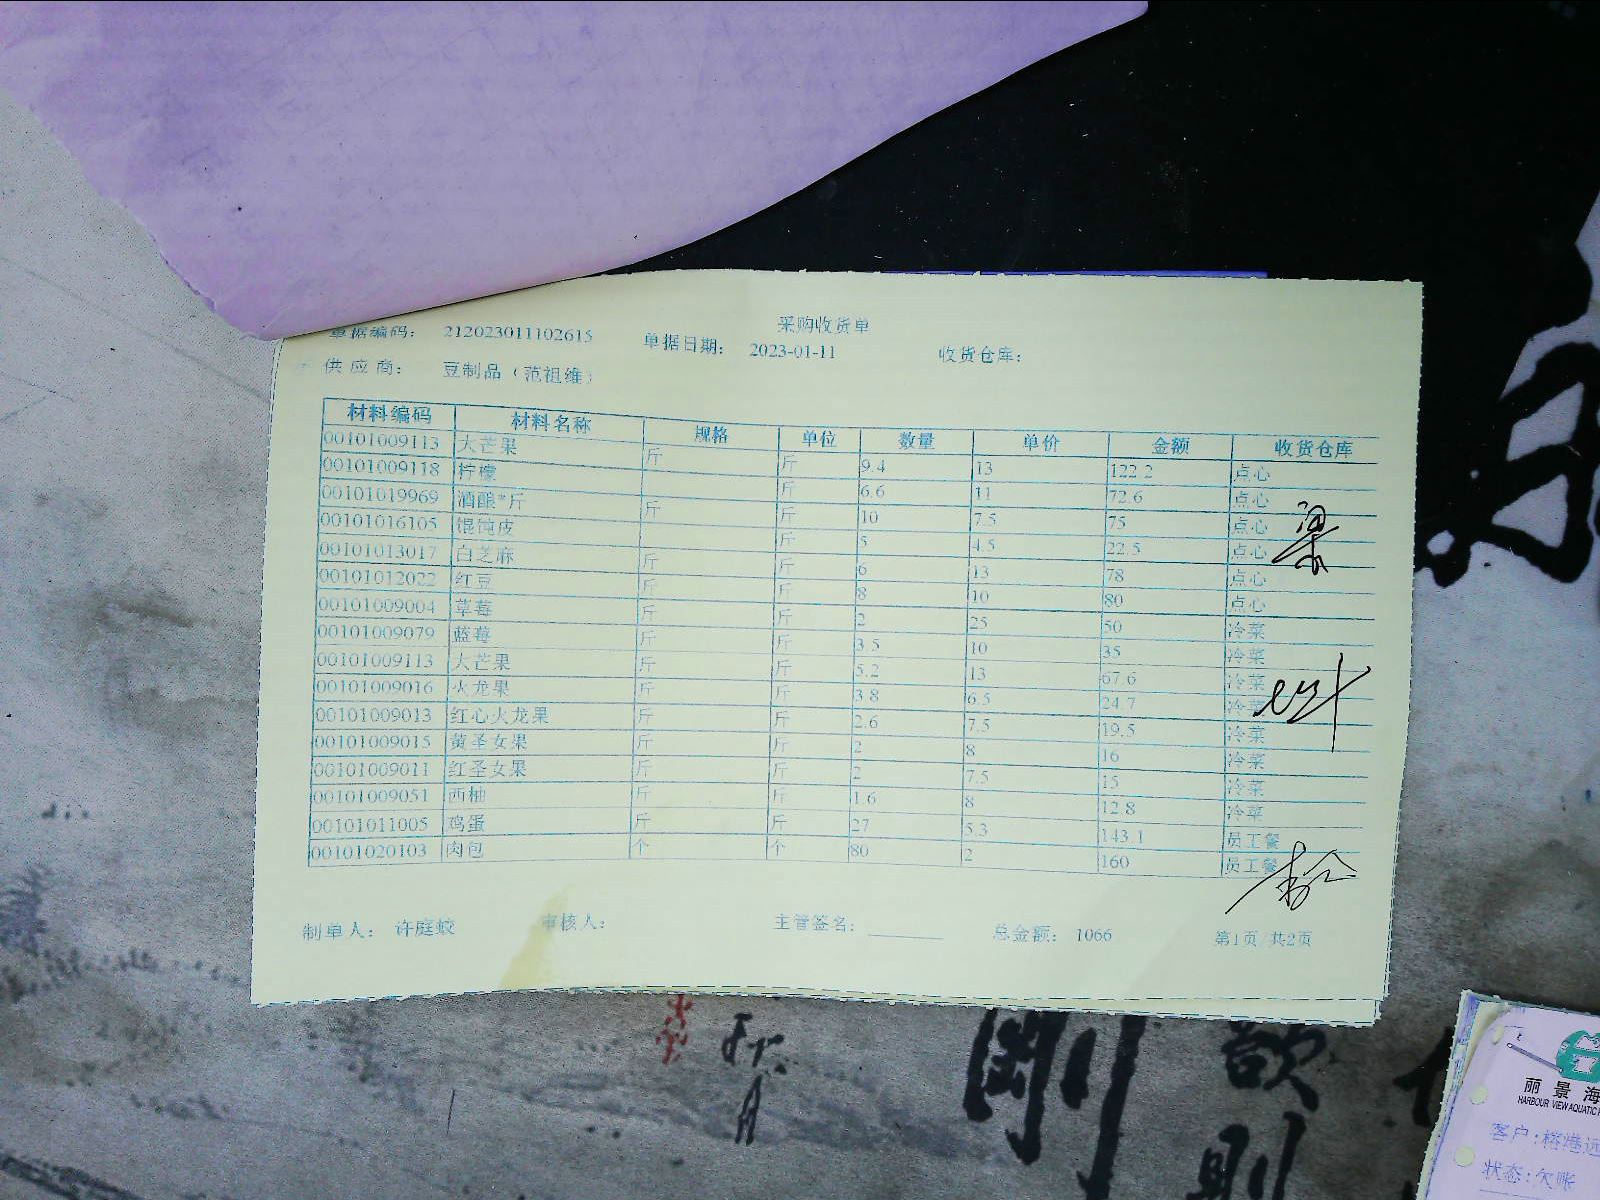 采购收货单
单据编码： 212023011102615 单据日期： 2023-01-11 收货仓库：
供应商： 豆制品（范祖维）
材料编码 材料名称 规格 单位 数量 单价 金额 收货仓库
00101009113 大芒果 斤 斤 9.4 13 122.2 点心
00101009118 柠檬 斤 6.6 11 72.6 点心
00101019969 酒酿*斤 斤 斤 10 7.5 75 点心
00101016105 馄饨皮 斤 5 4.5 22.5 点心
00101013017 白芝麻 斤 斤 6 13 78 点心
00101012022 红豆 斤 斤 8 10 80 点心
00101009004 草莓 斤 斤 2 25 50 冷菜
00101009079 蓝莓 斤 斤 3.5 10 35 冷菜
00101009113 大芒果 斤 斤 5.2 13 67.6 冷菜
00101009016 火龙果 斤 斤 3.8 6.5 24.7 冷菜
00101009013 红心火龙果 斤 斤 2.6 7.5 19.5 冷菜
00101009015 黄圣女果 斤 斤 2 8 16 冷菜
00101009011 红圣女果 斤 斤 2 7.5 15 冷菜
00101009051 西柚 斤 斤 1.6 8 12.8 冷菜
00101011005 鸡蛋 斤 斤 27 5.3 143.1 员工餐
00101020103 肉包 个 个 80 2 160 员工餐
梁
制单人： 许庭蛟 审核人： 主管签名： 总金额： 1066 第1页/共2页
丽景海
HARBOUR VIEW AQUATIC
客户：榕港远
状态：欠账